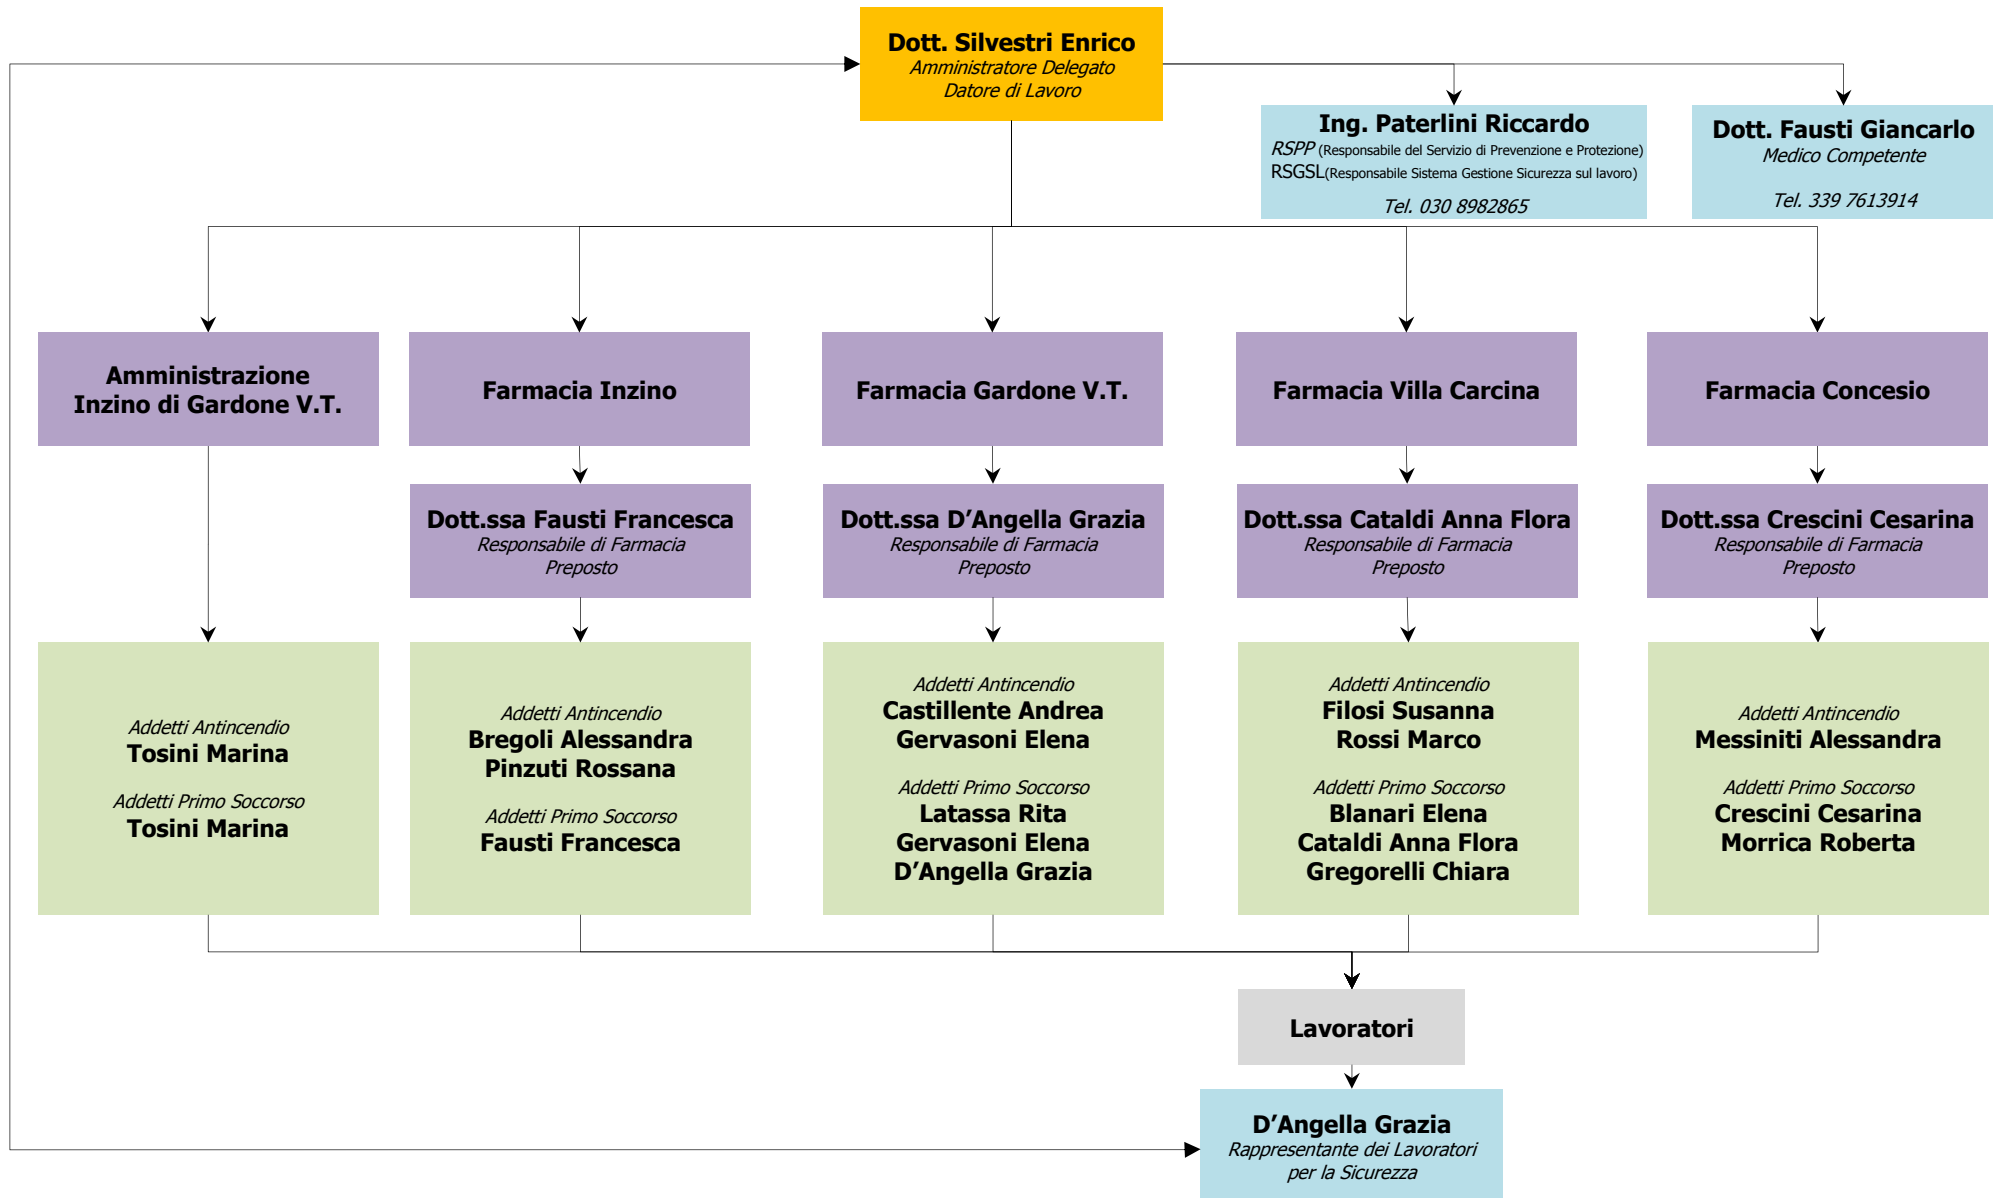 Dott. Silvestri Enrico
Amministratore Delegato
Datore di Lavoro
Ing. Paterlini Riccardo
RSPP (Responsabile del Servizio di Prevenzione e Protezione)
RSGSL(Responsabile Sistema Gestione Sicurezza sul lavoro)
Tel. 030 8982865
Dott. Fausti Giancarlo
Medico Competente
Tel. 339 7613914
Amministrazione
Inzino di Gardone V.T.
Farmacia Inzino
Farmacia Gardone V.T.
Farmacia Villa Carcina
Farmacia Concesio
Dott.ssa Fausti Francesca
Responsabile di Farmacia
Preposto
Dott.ssa D’Angella Grazia
Responsabile di Farmacia
Preposto
Dott.ssa Cataldi Anna Flora
Responsabile di Farmacia
Preposto
Dott.ssa Crescini Cesarina
Responsabile di Farmacia
Preposto
Addetti Antincendio
Tosini Marina
Addetti Primo Soccorso
Tosini Marina
Addetti Antincendio
Bregoli Alessandra
Pinzuti Rossana
Addetti Primo Soccorso
Fausti Francesca
Addetti Antincendio
Castillente Andrea
Gervasoni Elena
Addetti Primo Soccorso
Latassa Rita
Gervasoni Elena
D’Angella Grazia
Addetti Antincendio
Filosi Susanna
Rossi Marco
Addetti Primo Soccorso
Blanari Elena
Cataldi Anna Flora
Gregorelli Chiara
Addetti Antincendio
Messiniti Alessandra
Addetti Primo Soccorso
Crescini Cesarina
Morrica Roberta
Lavoratori
D’Angella Grazia
Rappresentante dei Lavoratori
per la Sicurezza